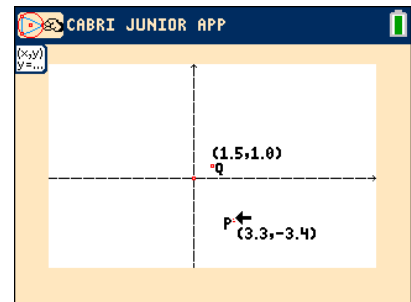 CABRI JUNIOR APP
(x,y)
y=...
(1.5,1.0)
Q
P
(3.3,-3.4)